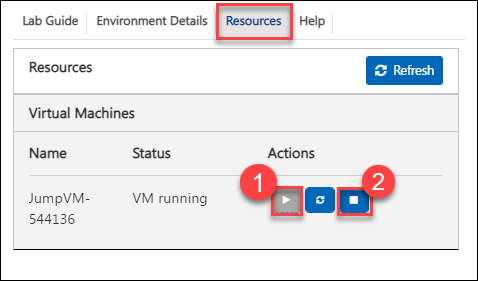 Lab Guide Environment Details Resources Help
Resources Refresh
Virtual Machines
Name Status Actions
1 2
JumpVM- VM running
544136